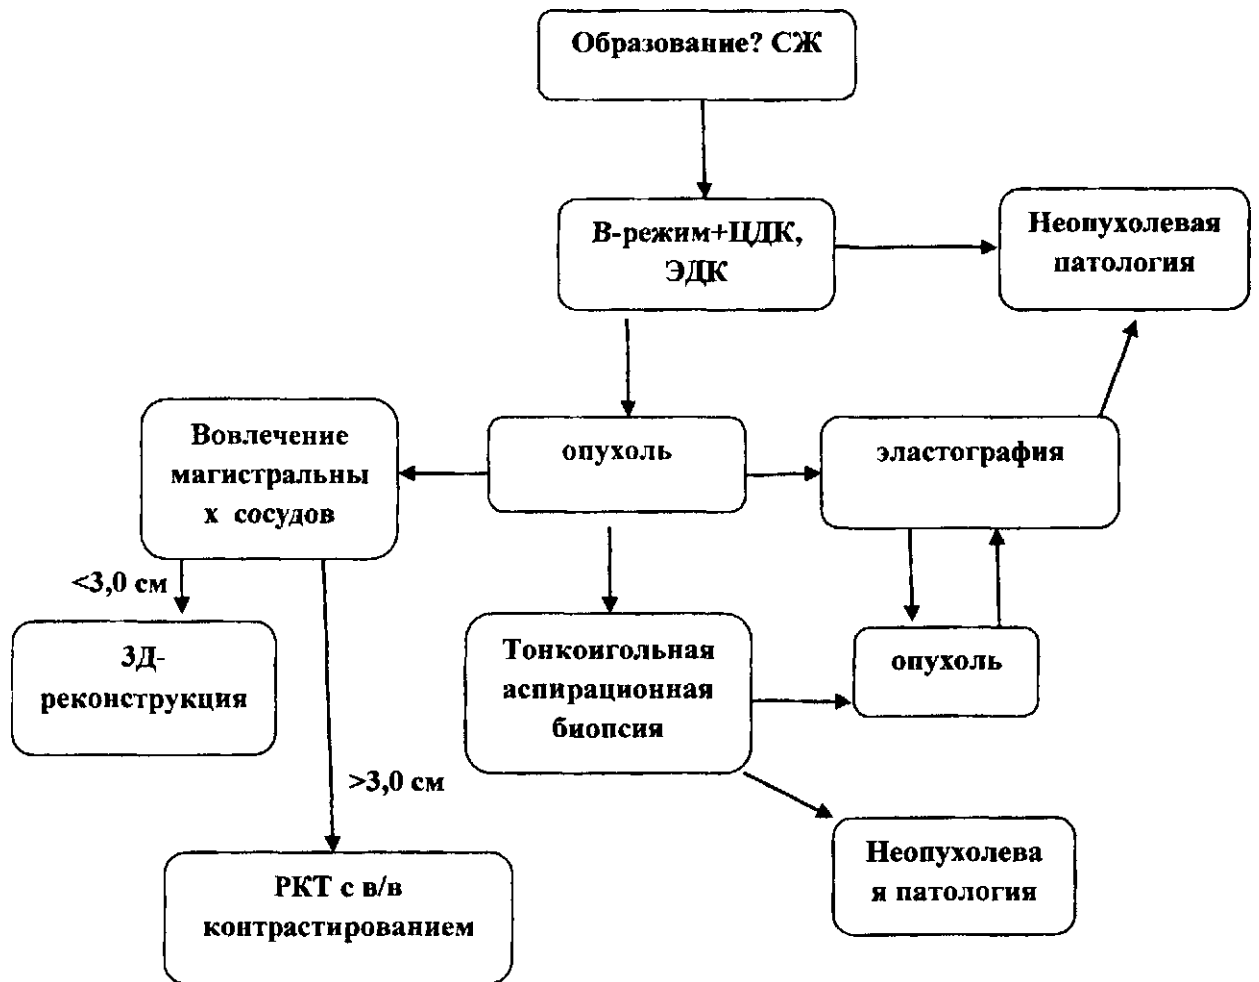 Образование? СЖ
В-режим+ЦДК,
ЭДК
Неопухолевая
патология
Вовлечение
магистральны
х сосудов
опухоль
эластография
<3,0 см
3Д-
реконструкция
Тонкоигольная
аспирационная
биопсия
опухоль
>3,0 см
Неопухолева
я патология
РКТ с в/в
контрастированием